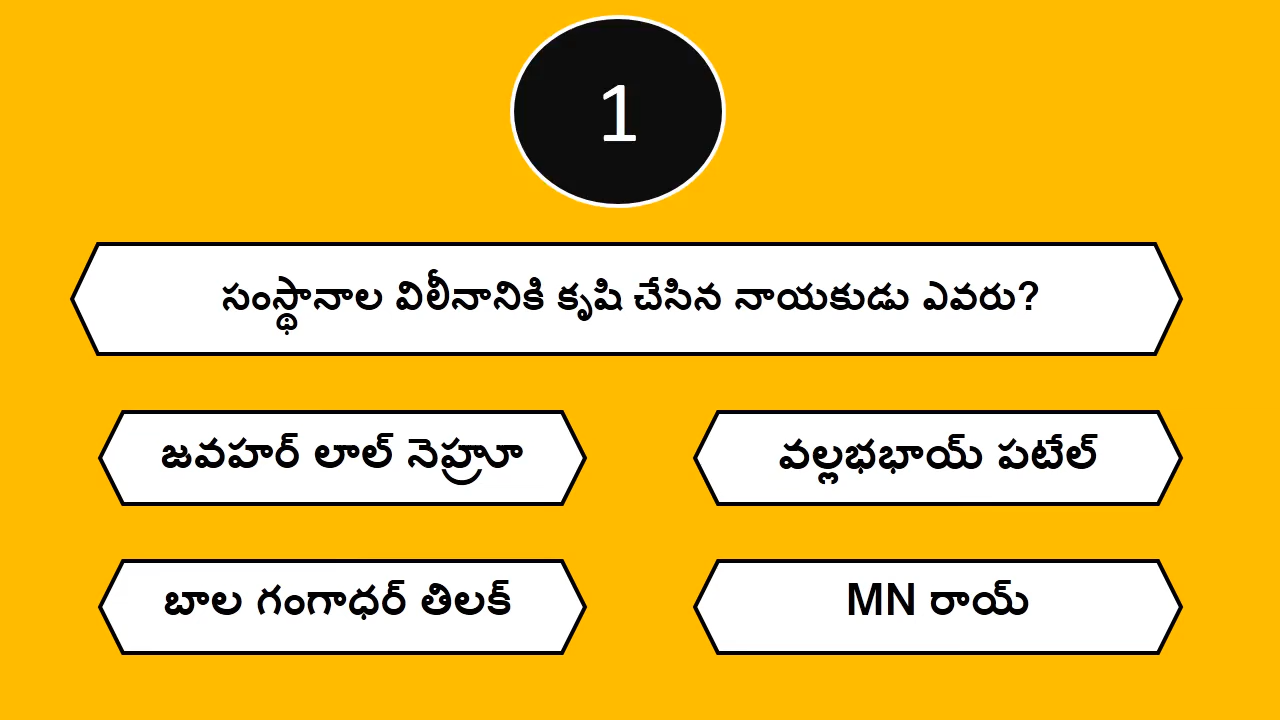 1
సంస్థానాల విలీనానికి కృషి చేసిన నాయకుడు ఎవరు?
జవహర్ లాల్ నెహ్రూ
వల్లభభాయ్ పటేల్
బాల గంగాధర్ తిలక్
MN రాయ్